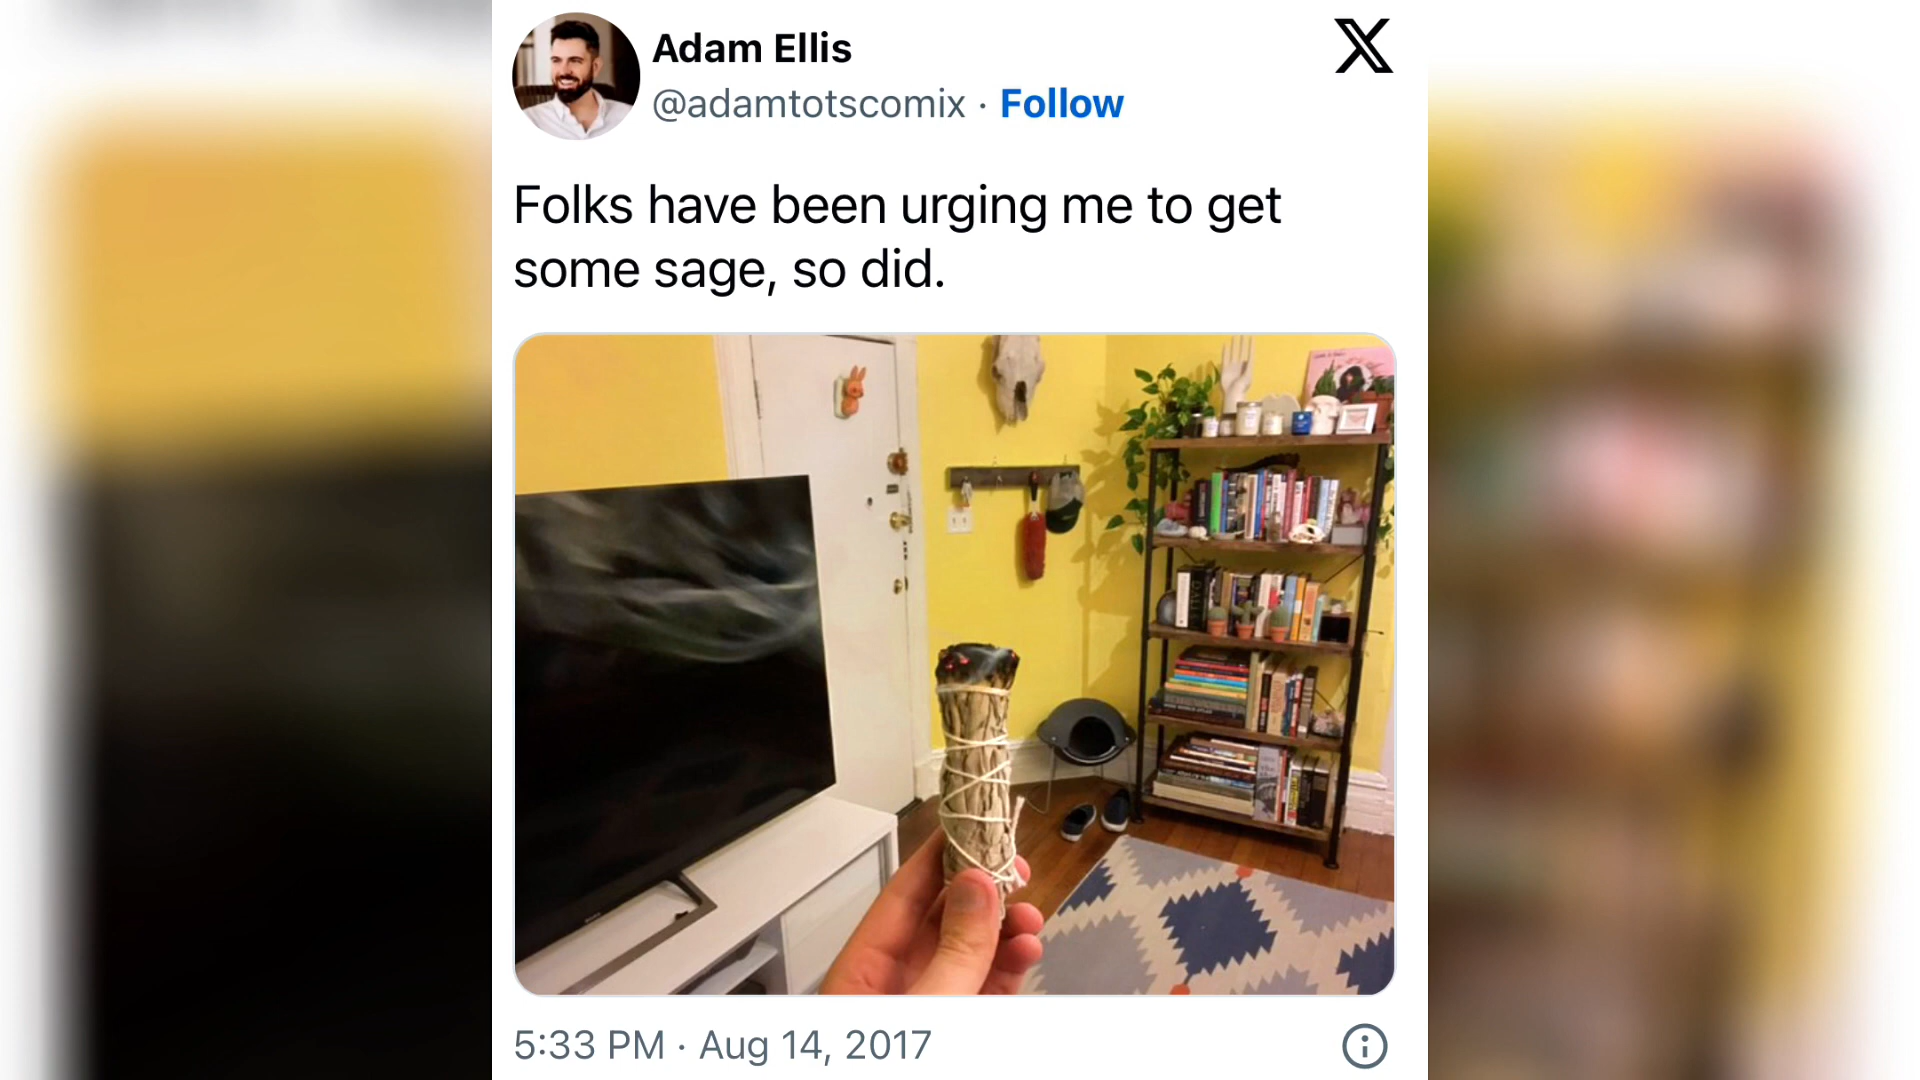 Adam Ellis
@adamtotscomix · Follow
Folks have been urging me to get
some sage, so did.
5:33 PM · Aug 14, 2017